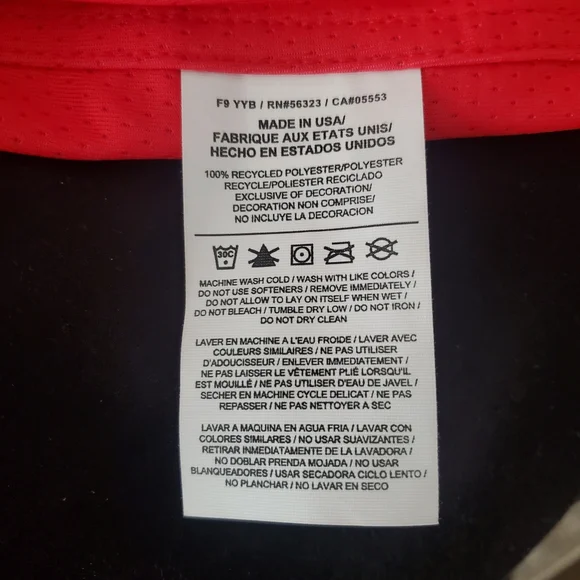 F9 YYB / RN#56323 / CA#05553
MADE IN USA/
FABRIQUE AUX ETATS UNIS/
HECHO EN ESTADOS UNIDOS
100% RECYCLED POLYESTER/POLYESTER
RECYCLE/POLIESTER RECICLADO
EXCLUSIVE OF DECORATION/
DECORATION NON COMPRISE/
NO INCLUYE LA DECORACION
30C
MACHINE WASH COLD / WASH WITH LIKE COLORS /
DO NOT USE SOFTENERS / REMOVE IMMEDIATELY /
DO NOT ALLOW TO LAY ON ITSELF WHEN WET /
DO NOT BLEACH / TUMBLE DRY LOW / DO NOT IRON /
DO NOT DRY CLEAN
LAVER EN MACHINE A L'EAU FROIDE / LAVER AVEC
COULEURS SIMILAIRES / NE PAS UTILISER
D'ADOUCISSEUR / ENLEVER IMMEDIATEMENT /
NE PAS LAISSER LE VÊTEMENT PLIÉ LORSQU'IL
EST MOUILLÉ / NE PAS UTILISER D'EAU DE JAVEL /
SECHER EN MACHINE CYCLE DELICAT / NE PAS
REPASSER / NE PAS NETTOYER A SEC
LAVAR A MAQUINA EN AGUA FRIA / LAVAR CON
COLORES SIMILARES / NO USAR SUAVIZANTES /
RETIRAR INMEDIATAMENTE DE LA LAVADORA /
NO DOBLAR PRENDA MOJADA / NO USAR
BLANQUEADORES / USAR SECADORA CICLO LENTO /
NO PLANCHAR / NO LAVAR EN SECO